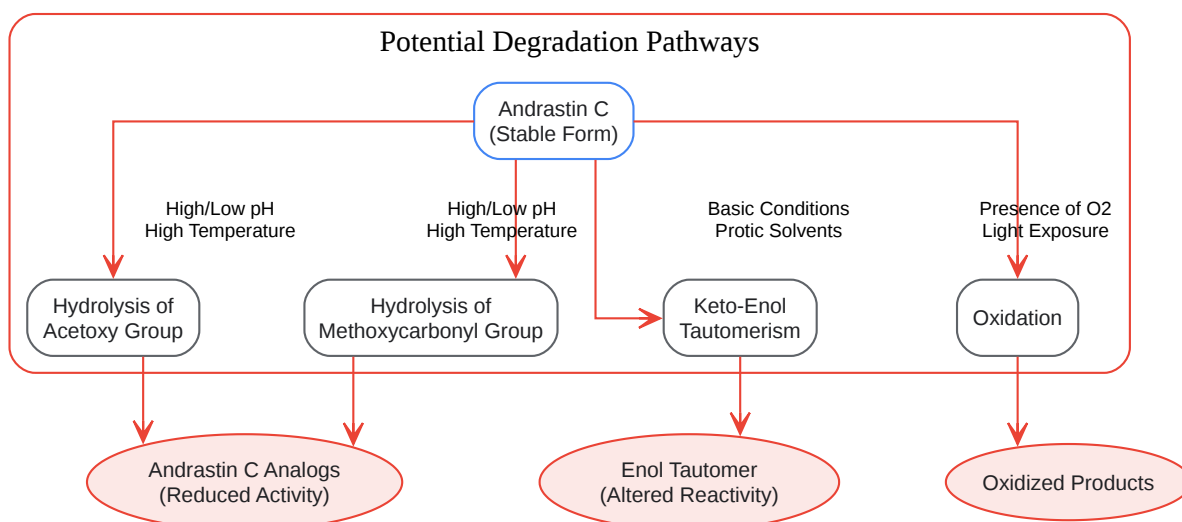 Potential Degradation Pathways
Andrastin C
(Stable Form)
High/Low pH
High Temperature
High/Low pH
High Temperature
Basic Conditions
Protic Solvents
Presence of O2
Light Exposure
Hydrolysis of
Acetoxy Group
Hydrolysis of
Methoxycarbonyl Group
Keto-Enol
Tautomerism
Oxidation
Andrastin C Analogs
(Reduced Activity)
Enol Tautomer
(Altered Reactivity)
Oxidized Products